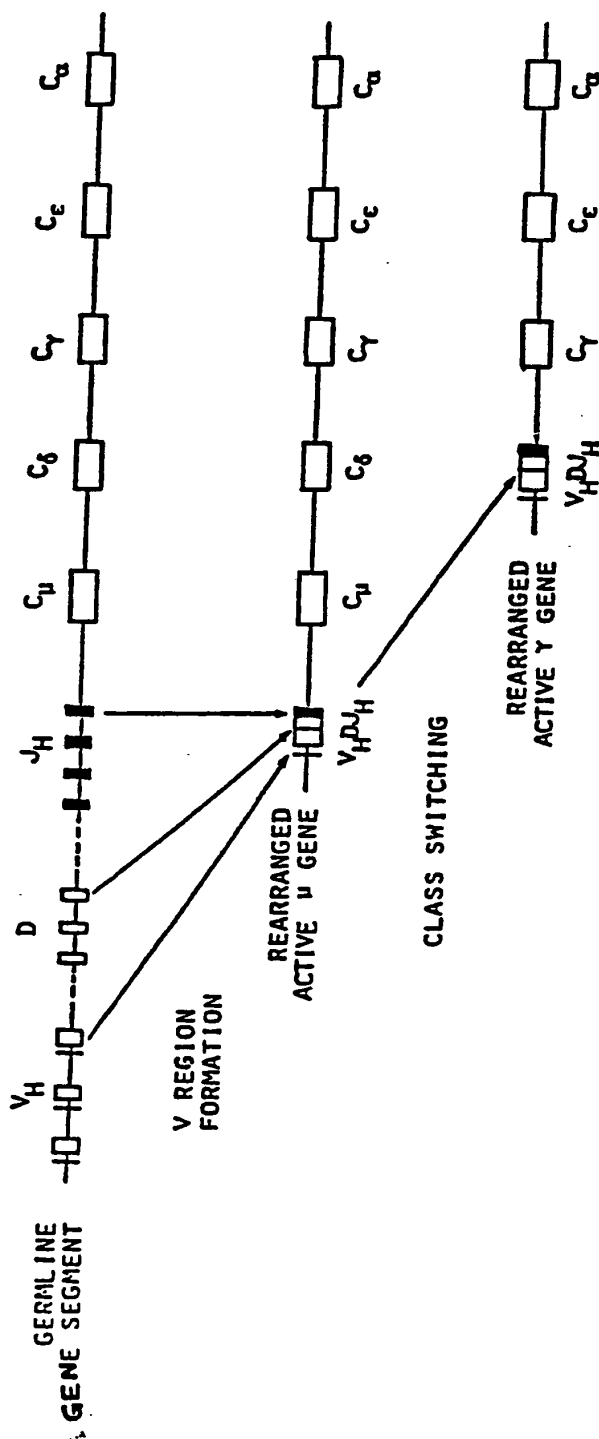 GERMLINE
GENE SEGMENT
V_H
D
J_H
C_μ
C_δ
C_γ
C_ε
C_α
V REGION
FORMATION
REARRANGED
ACTIVE μ GENE
V_HDJ_H
C_μ
C_δ
C_γ
C_ε
C_α
CLASS SWITCHING
REARRANGED
ACTIVE γ GENE
V_HDJ_H
C_γ
C_ε
C_α